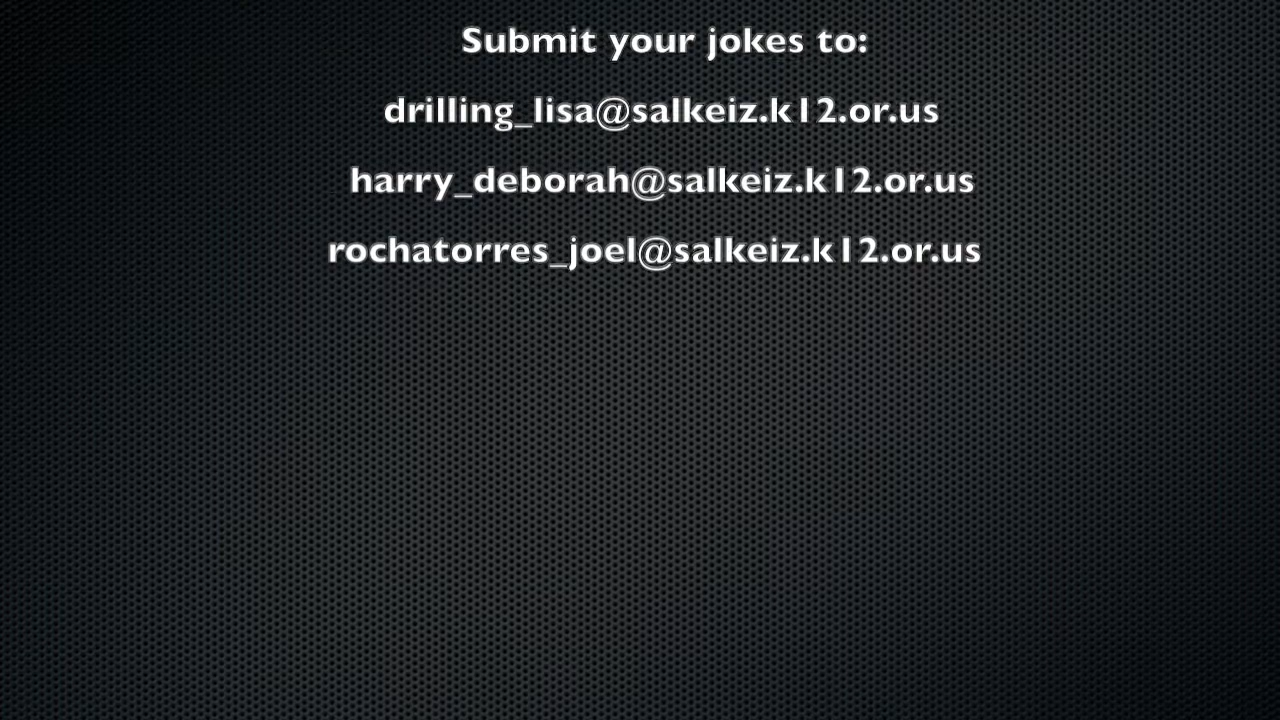 Submit your jokes to:
drilling_lisa@salkeiz.k12.or.us
harry_deborah@salkeiz.k12.or.us
rochatorres_joel@salkeiz.k12.or.us